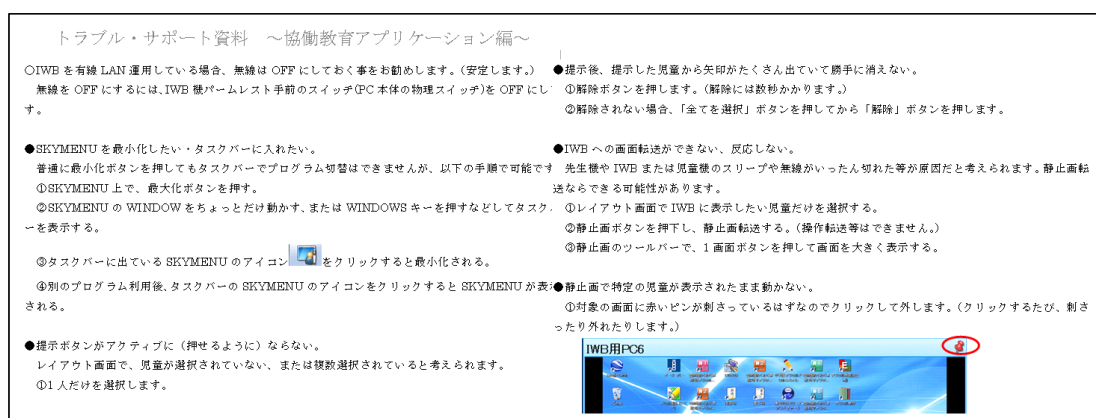 トラブル・サポート資料 ～協働教育アプリケーション編～
○IWB を有線 LAN 運用している場合、無線は OFF にしておく事をお勧めします。(安定します。)
無線を OFF にするには、IWB 機パームレスト手前のスイッチ(PC 本体の物理スイッチ)を OFF にし
す。
●SKYMENU を最小化したい・タスクバーに入れたい。
普通に最小化ボタンを押してもタスクバーでプログラム切替はできませんが、以下の手順で可能です
①SKYMENU 上で、最大化ボタンを押す。
②SKYMENU の WINDOW をちょっとだけ動かす、または WINDOWS キーを押すなどしてタスク
ーを表示する。
③タスクバーに出ている SKYMENU のアイコン をクリックすると最小化される。
④別のプログラム利用後、タスクバーの SKYMENU のアイコンをクリックすると SKYMENU が表
される。
●提示ボタンがアクティブに（押せるように）ならない。
レイアウト画面で、児童が選択されていない、または複数選択されていると考えられます。
①1 人だけを選択します。
●提示後、提示した児童から矢印がたくさん出ていて勝手に消えない。
①解除ボタンを押します。(解除には数秒かかります。)
②解除されない場合、「全てを選択」ボタンを押してから「解除」ボタンを押します。
●IWB への画面転送ができない、反応しない。
先生機や IWB または児童機のスリープや無線がいったん切れた等が原因だと考えられます。静止画転
送ならできる可能性があります。
①レイアウト画面で IWB に表示したい児童だけを選択する。
②静止画ボタンを押下し、静止画転送する。(操作転送等はできません。)
③静止画のツールバーで、1 画面ボタンを押して画面を大きく表示する。
●静止画で特定の児童が表示されたまま動かない。
①対象の画面に赤いピンが刺さっているはずなのでクリックして外します。(クリックするたび、刺さ
ったり外れたりします。)
IWB用PC6